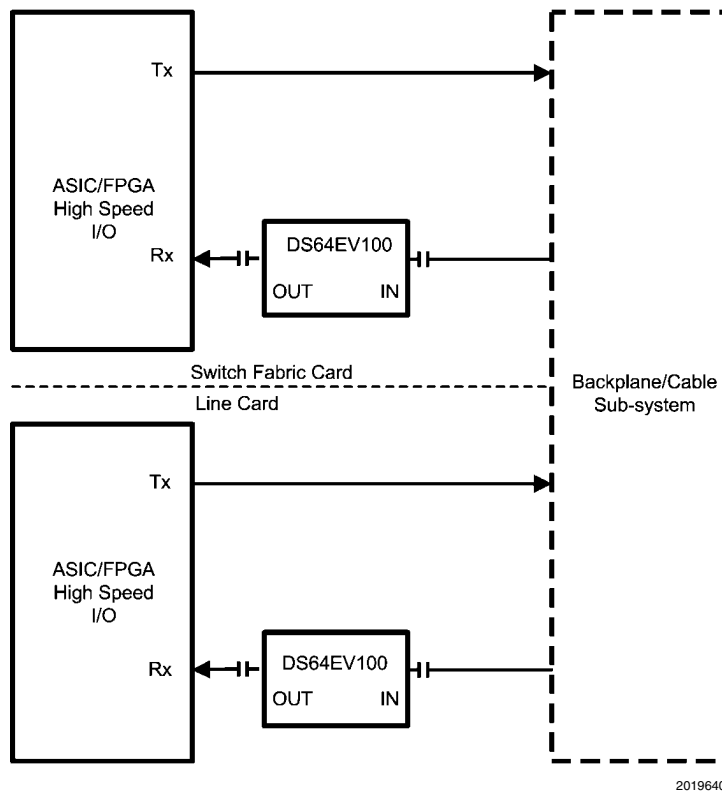 Tx
ASIC/FPGA
High Speed
I/O
Rx
DS64EV100
OUT IN
Switch Fabric Card
Line Card
Backplane/Cable
Sub-system
Tx
ASIC/FPGA
High Speed
I/O
Rx
DS64EV100
OUT IN